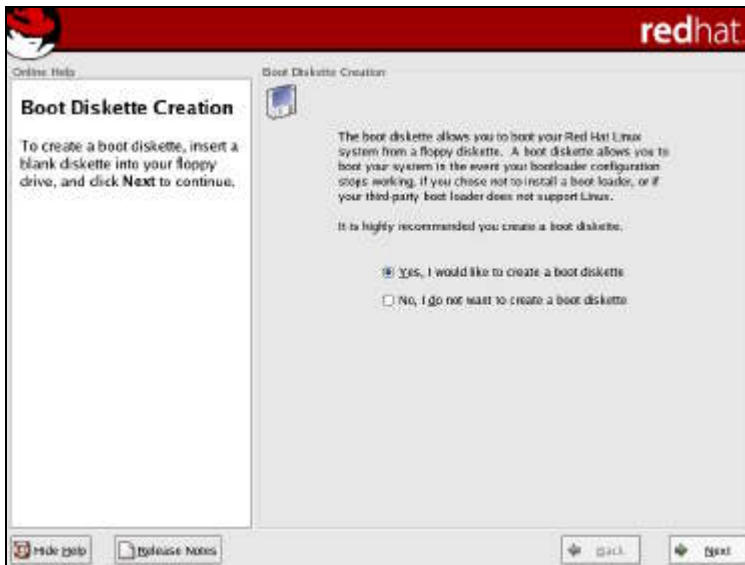 redhat.
Online Help
Boot Diskette Creation
To create a boot diskette, insert a
blank diskette into your floppy
drive, and click Next to continue.
Boot Diskette Creation
The boot diskette allows you to boot your Red Hat Linux
system from a floppy diskette. A boot diskette allows you to
boot your system in the event your bootloader configuration
stops working, if you chose not to install a boot loader, or if
your third-party boot loader does not support Linux.
It is highly recommended you create a boot diskette.
Yes, I would like to create a boot diskette
No, I do not want to create a boot diskette
Hide Help
Release Notes
Back
Next